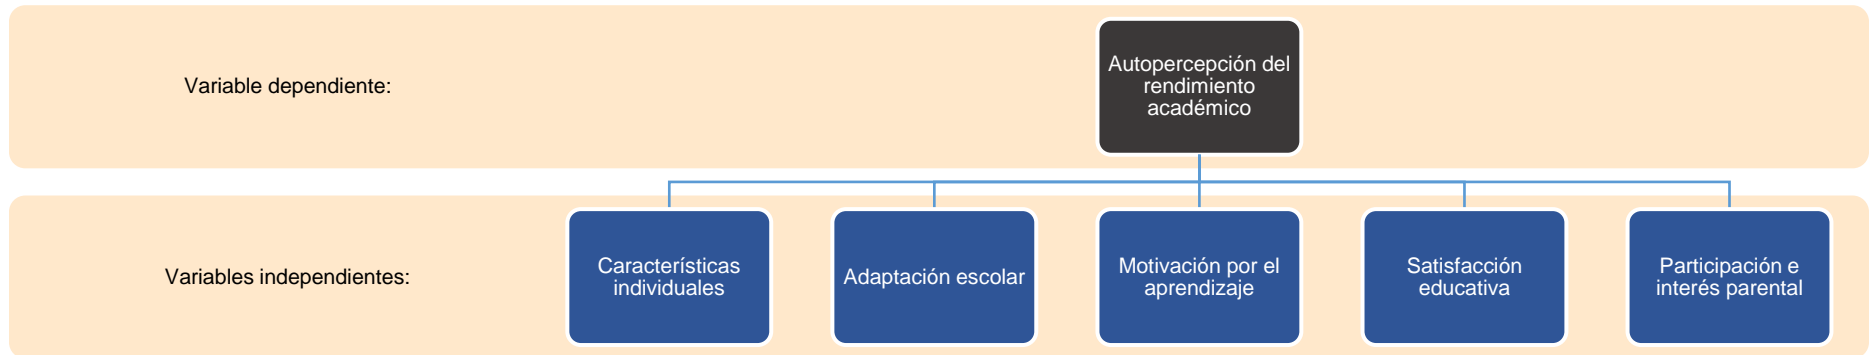 Autopercepción del
rendimiento
académico
Variable dependiente:
Variables independientes:
Características
individuales
Adaptación escolar
Motivación por el
aprendizaje
Satisfacción
educativa
Participación e
interés parental